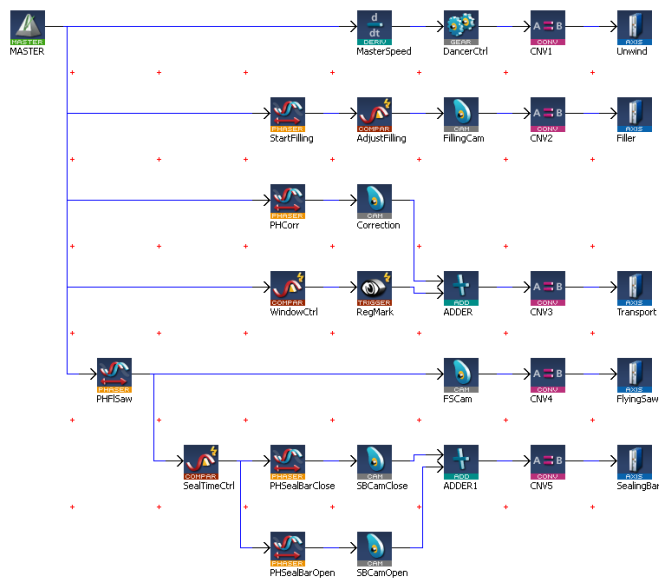 d
dt
A B
MASTER DERIV GEAR CONV AXIS
MASTER MasterSpeed DancerCtrl CNV1 Unwind
A B
PHASER COMPAR CAM CONV AXIS
StartFilling AdjustFilling FillingCam CNV2 Filler
PHASER CAM
PHCorr Correction
A B
COMPAR TRIGGER ADD CONV AXIS
WindowCtrl RegMark ADDER CNV3 Transport
A B
PHASER CAM CONV AXIS
PHFlSaw FSCam CNV4 FlyingSaw
A B
COMPAR PHASER CAM ADD CONV AXIS
SealTimeCtrl PHSealBarClose SBCamClose ADDER1 CNV5 SealingBar
PHASER CAM
PHSealBarOpen SBCamOpen